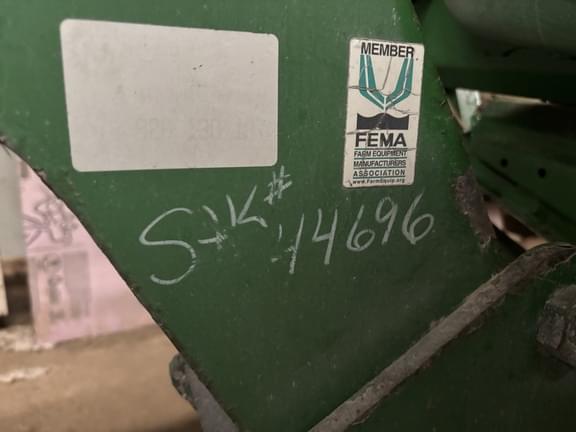 MEMBER
FEMA
FARM EQUIPMENT
MANUFACTURERS
ASSOCIATION
www.FarmEquip.org
Stk#
14696